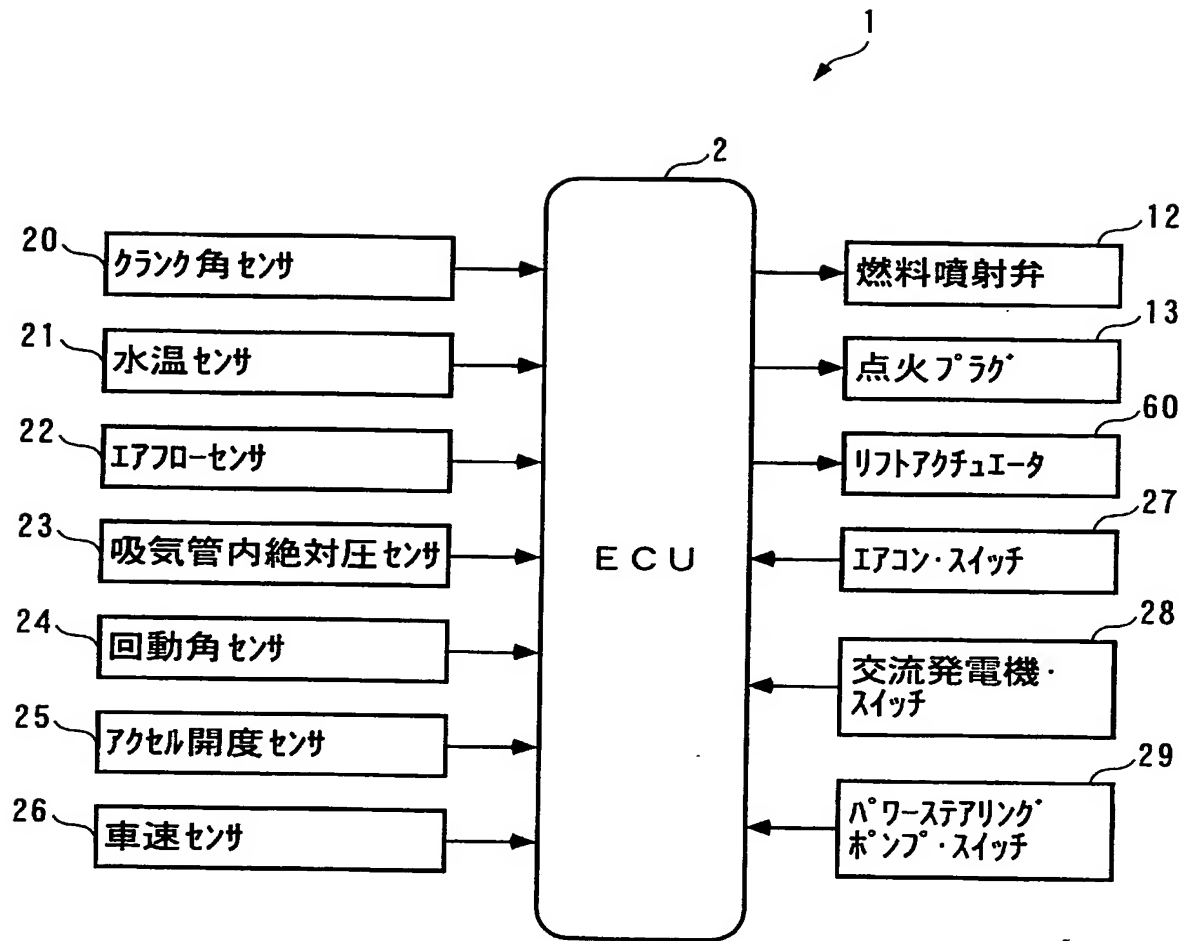 1
2
20
クランク角センサ
21
水温センサ
22
エアフローセンサ
23
吸気管内絶対圧センサ
24
回動角センサ
25
アクセル開度センサ
26
車速センサ
ECU
12
燃料噴射弁
13
点火プラグ
60
リフトアクチュエータ
27
エアコン・スイッチ
28
交流発電機・
スイッチ
29
パワーステアリング
ポンプ・スイッチ